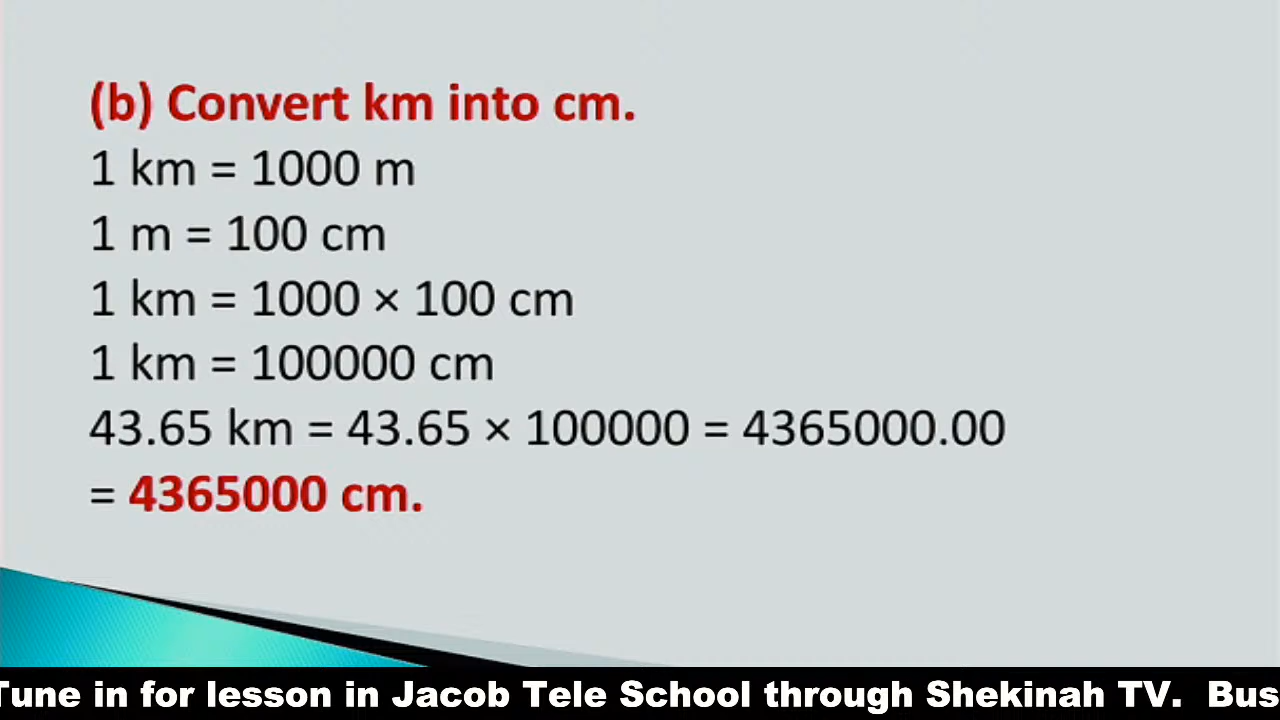 (b) Convert km into cm.
1 km = 1000 m
1 m = 100 cm
1 km = 1000 × 100 cm
1 km = 100000 cm
43.65 km = 43.65 × 100000 = 4365000.00
= 4365000 cm.
Tune in for lesson in Jacob Tele School through Shekinah TV. Bus